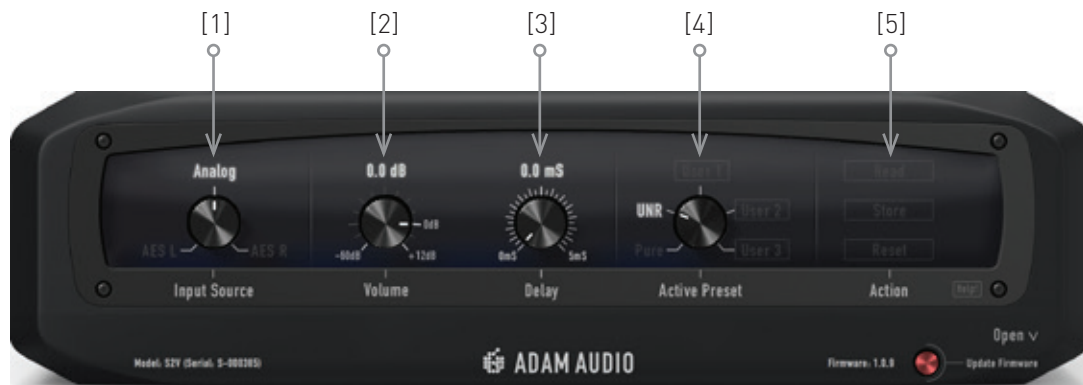 [1] [2] [3] [4] [5]
Analog 0.0 dB 0.0 mS User 1 Read
0dB UNR User 2 Store
AES L AES R -60dB +12dB 0mS 5mS Pure User 3 Reset
Input Source Volume Delay Active Preset Action Help!
Open
Model: S2V (Serial: S-000305) ADAM AUDIO Firmware: 1.0.0 Update Firmware